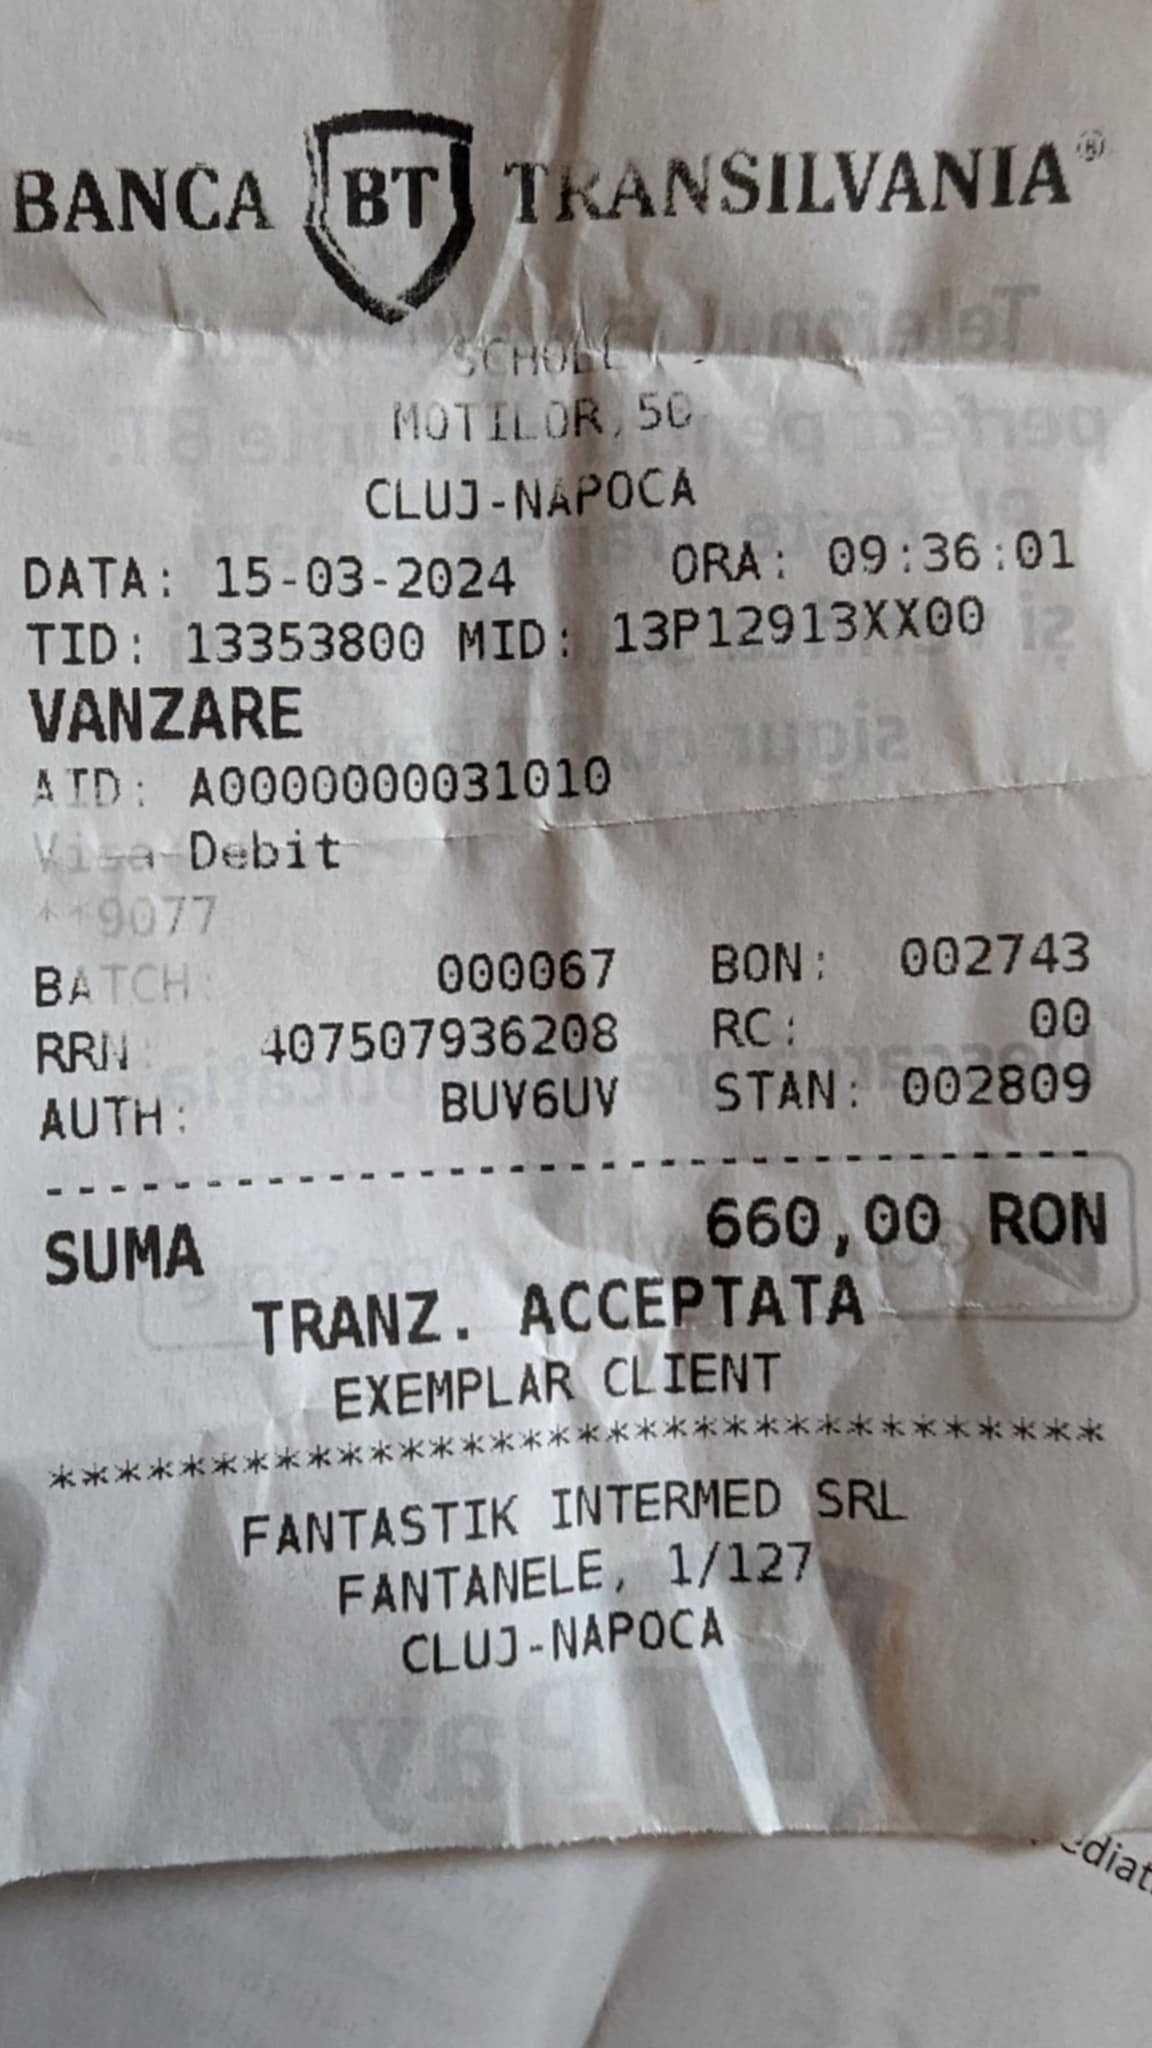 BANCA BT TRANSILVANIA®
SCHOLL
MOTILOR, 50
CLUJ-NAPOCA
DATA: 15-03-2024 ORA: 09:36:01
TID: 13353800 MID: 13P12913XX00
VANZARE
AID: A0000000031010
Visa Debit
**9077
BATCH: 000067 BON: 002743
RRN: 407507936208 RC: 00
AUTH: BUV6UV STAN: 002809
--------------------------------
SUMA 660,00 RON
TRANZ. ACCEPTATA
EXEMPLAR CLIENT
**********************************
FANTASTIK INTERMED SRL
FANTANELE, 1/127
CLUJ-NAPOCA